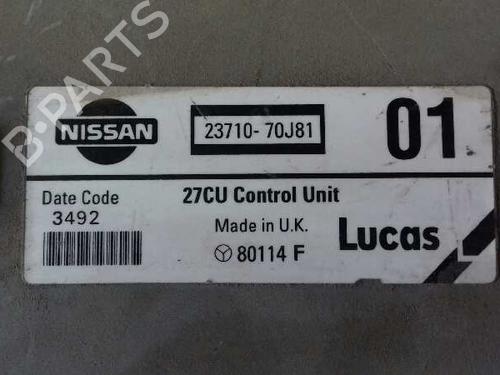 NISSAN
23710- 70J81
01
Date Code
3492
27CU Control Unit
Made in U.K.
80114 F
Lucas
B-PARTS